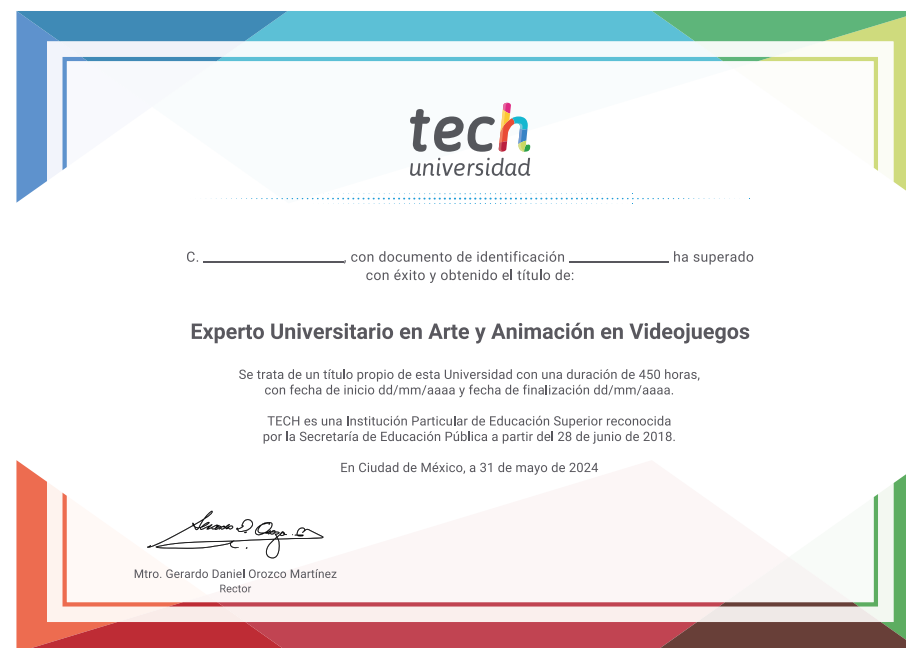 tech
universidad
C. ____________________, con documento de identificación ______________ ha superado
con éxito y obtenido el título de:
Experto Universitario en Arte y Animación en Videojuegos
Se trata de un título propio de esta Universidad con una duración de 450 horas,
con fecha de inicio dd/mm/aaaa y fecha de finalización dd/mm/aaaa.
TECH es una Institución Particular de Educación Superior reconocida
por la Secretaría de Educación Pública a partir del 28 de junio de 2018.
En Ciudad de México, a 31 de mayo de 2024
Mtro. Gerardo Daniel Orozco Martínez
Rector